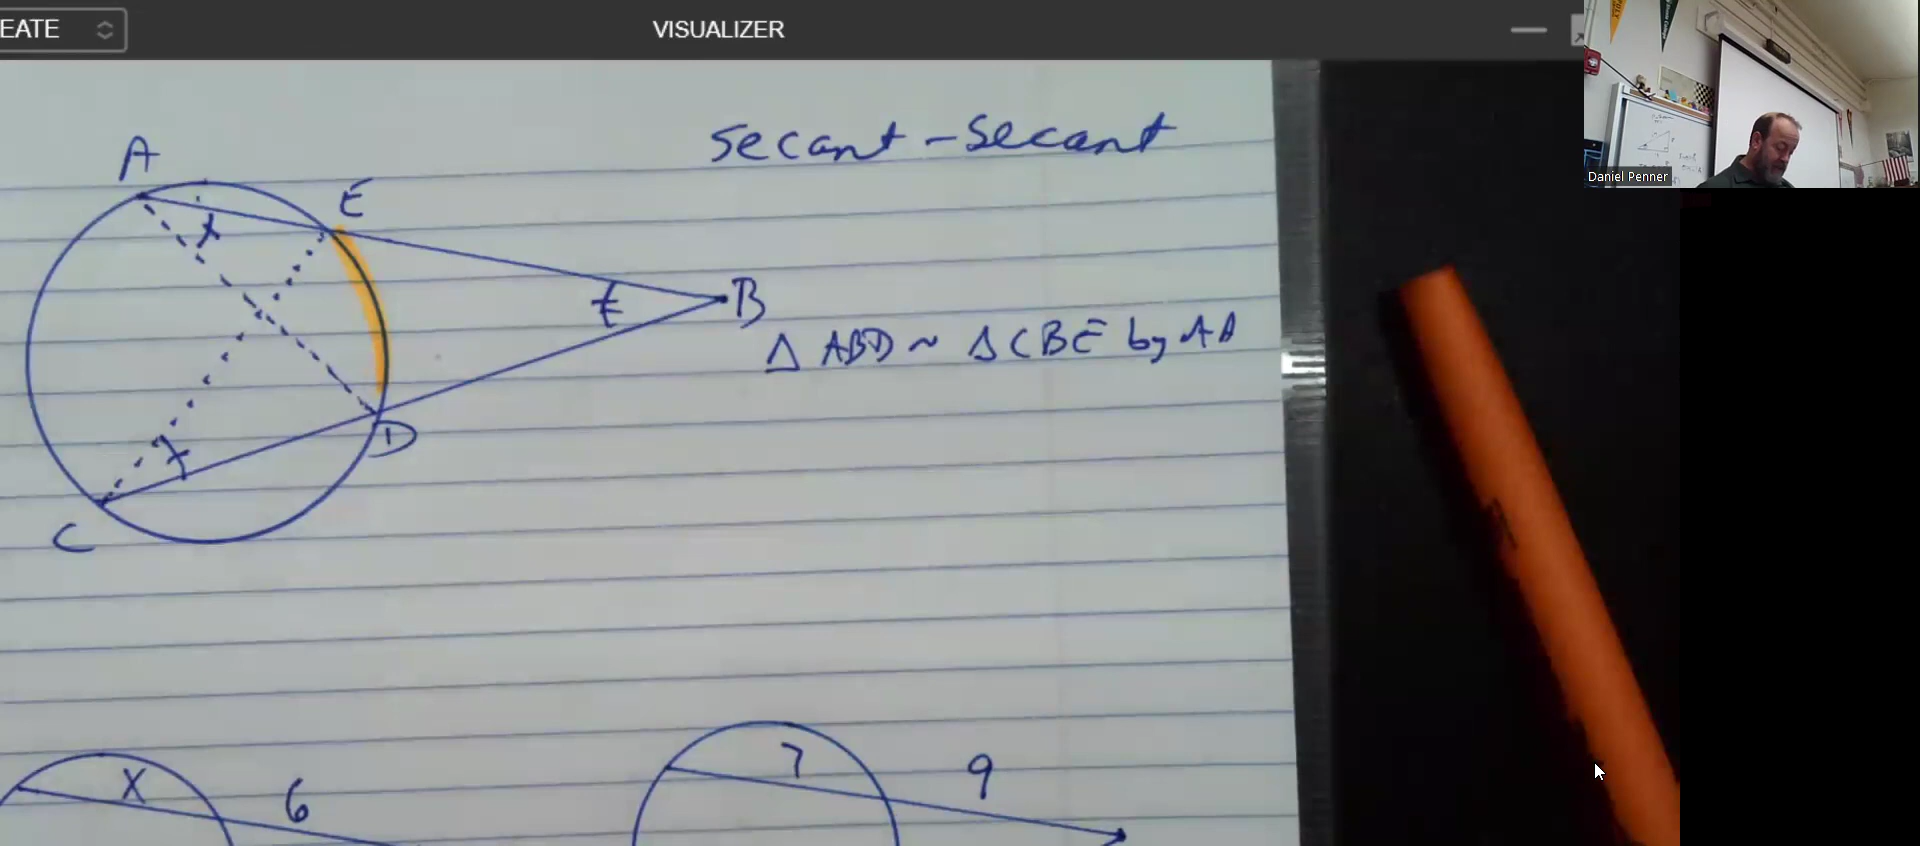 EATE
VISUALIZER
Daniel Penner
secant - secant
A
E
B
D
C
Δ ABD ~ Δ CBE by AA
X
6
7
9